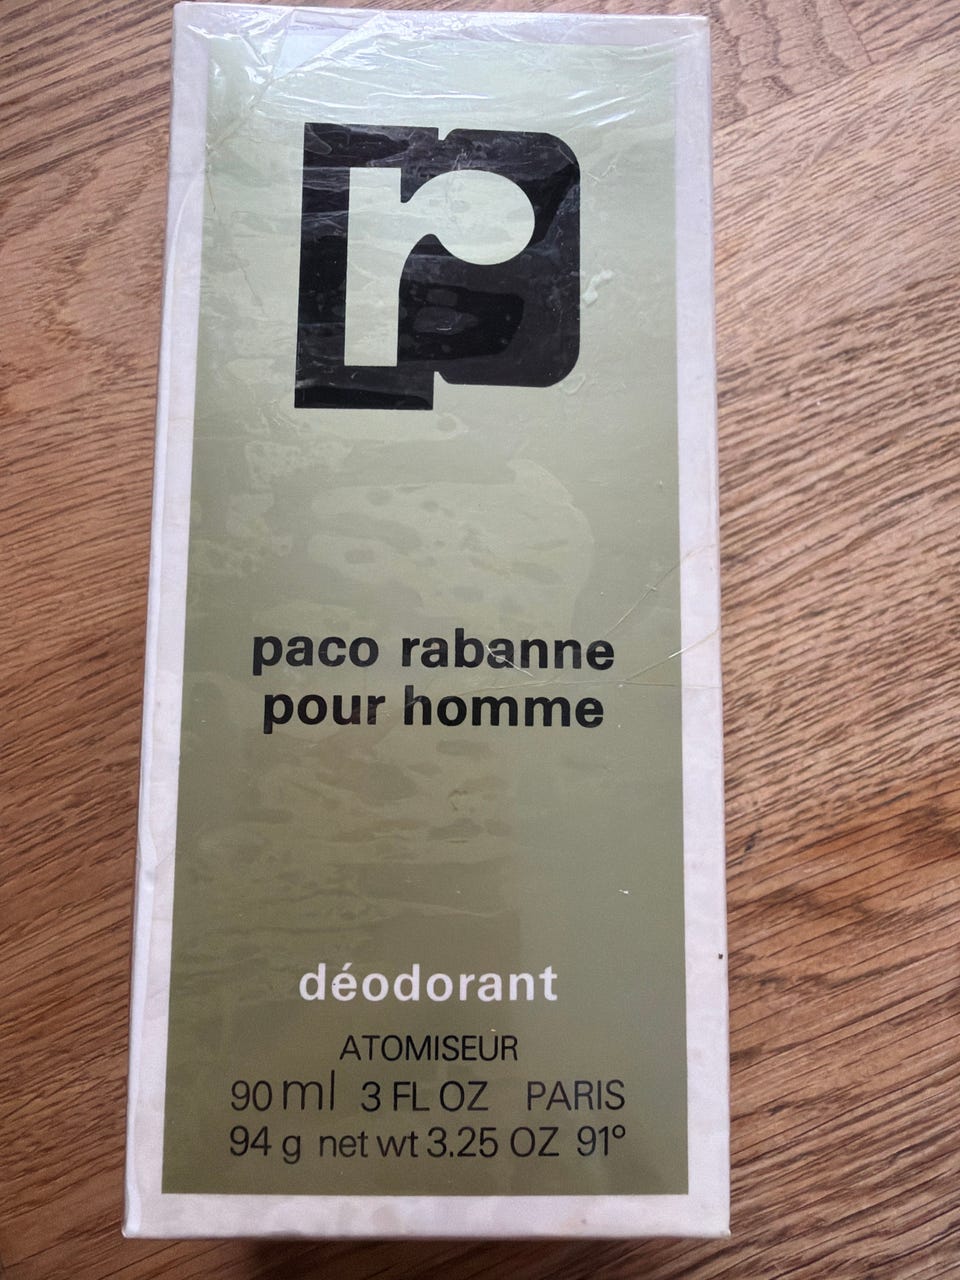 paco rabanne
pour homme
déodorant
ATOMISEUR
90 ml 3 FL OZ PARIS
94 g net wt 3.25 OZ 91°